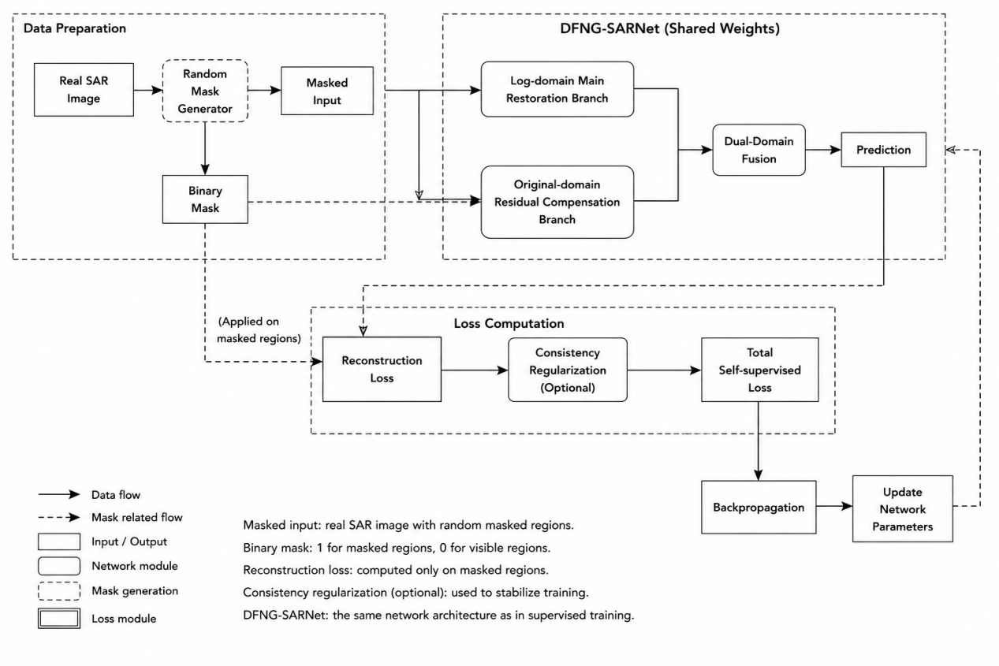 Data Preparation
DFNG-SARNet (Shared Weights)
Real SAR
Image
Random
Mask
Generator
Masked
Input
Binary
Mask
Log-domain Main
Restoration Branch
Original-domain
Residual Compensation
Branch
Dual-Domain
Fusion
Prediction
(Applied on
masked regions)
Loss Computation
Reconstruction
Loss
Consistency
Regularization
(Optional)
Total
Self-supervised
Loss
Backpropagation
Update
Network
Parameters
Data flow
Mask related flow
Input / Output
Network module
Mask generation
Loss module
Masked input: real SAR image with random masked regions.
Binary mask: 1 for masked regions, 0 for visible regions.
Reconstruction loss: computed only on masked regions.
Consistency regularization (optional): used to stabilize training.
DFNG-SARNet: the same network architecture as in supervised training.